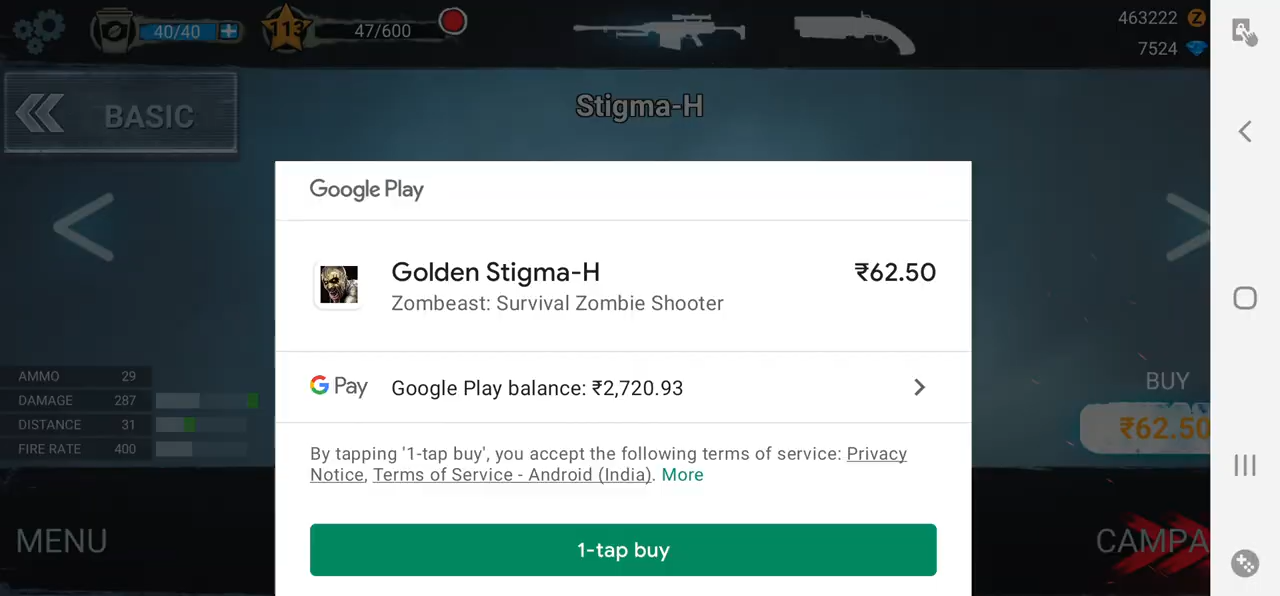 40/40
113
47/600
463222
7524
BASIC
Stigma-H
Google Play
Golden Stigma-H
₹62.50
Zombeast: Survival Zombie Shooter
G Pay
Google Play balance: ₹2,720.93
AMMO 29
DAMAGE 287
DISTANCE 31
FIRE RATE 400
BUY
₹62.50
By tapping '1-tap buy', you accept the following terms of service: Privacy
Notice, Terms of Service - Android (India). More
1-tap buy
MENU
CAMPA